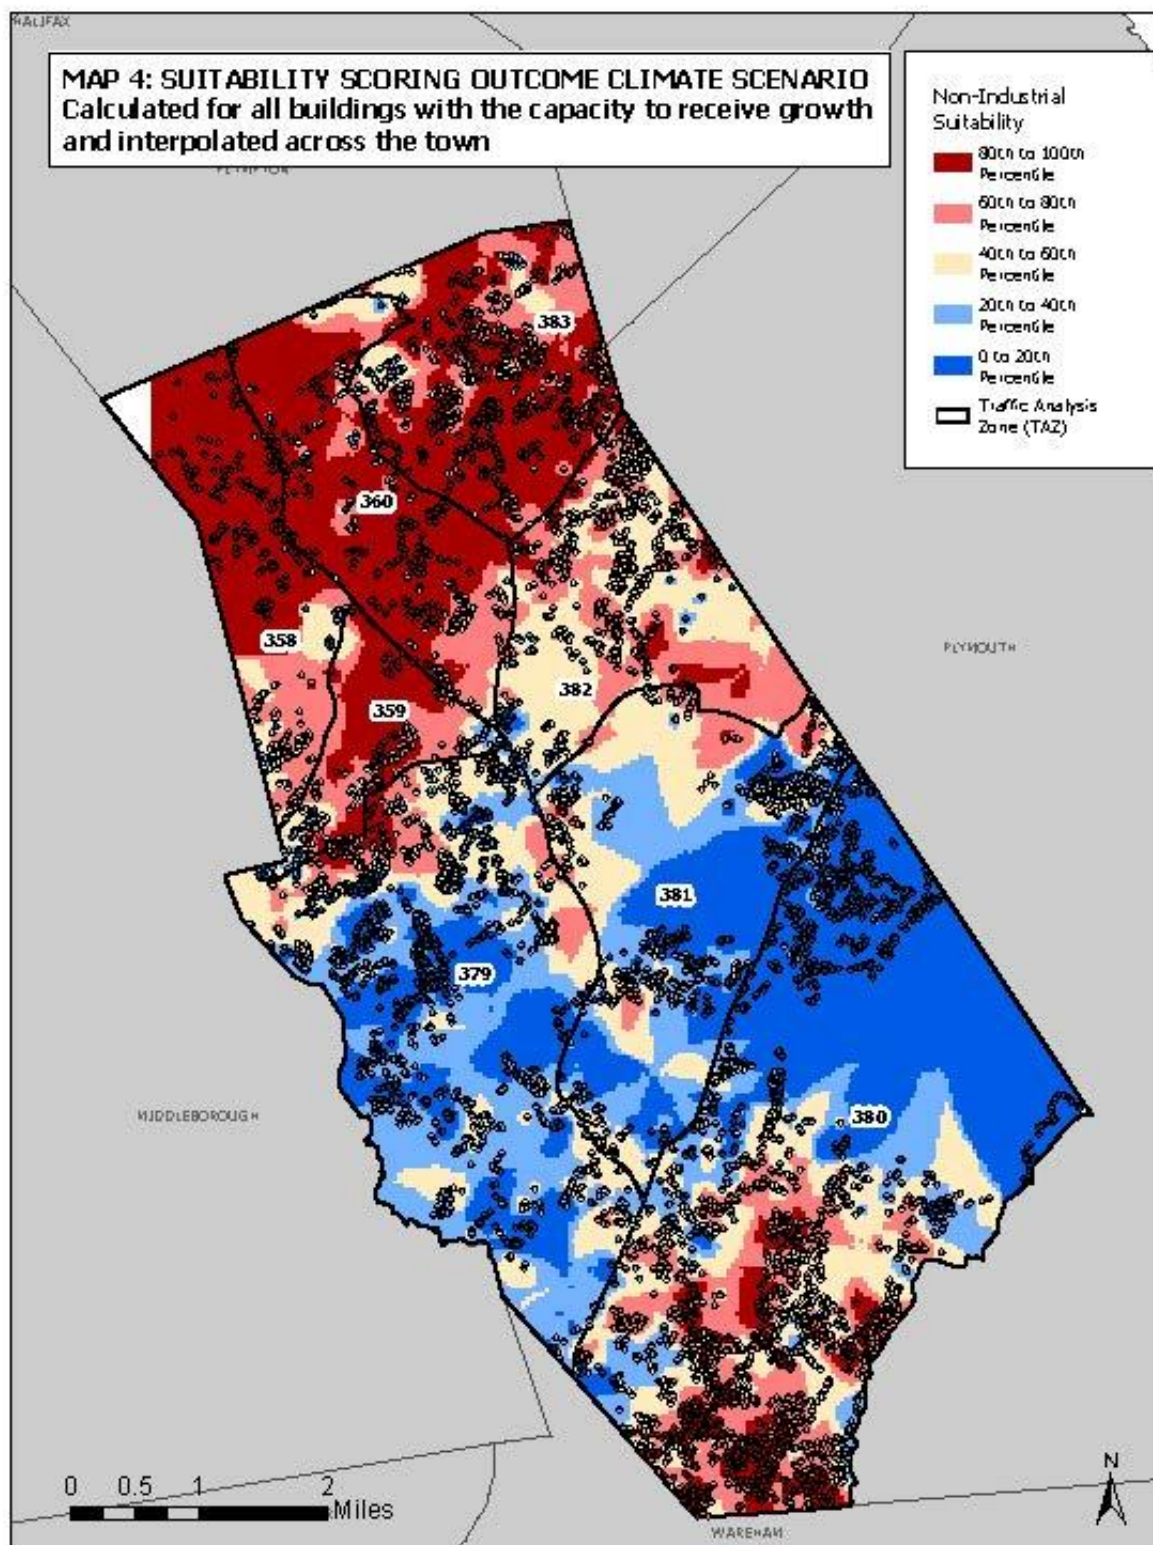 HALIFAX
MAP 4: SUITABILITY SCORING OUTCOME CLIMATE SCENARIO
Calculated for all buildings with the capacity to receive growth
and interpolated across the town
Non-Industrial
Suitability
80th to 100th
Percentile
60th to 80th
Percentile
40th to 60th
Percentile
20th to 40th
Percentile
0 to 20th
Percentile
Traffic Analysis
Zone (TAZ)
383
360
358
PLYMOUTH
382
359
381
379
MIDDLEBOROUGH
380
N
0 0.5 1 2
Miles
WAREHAM